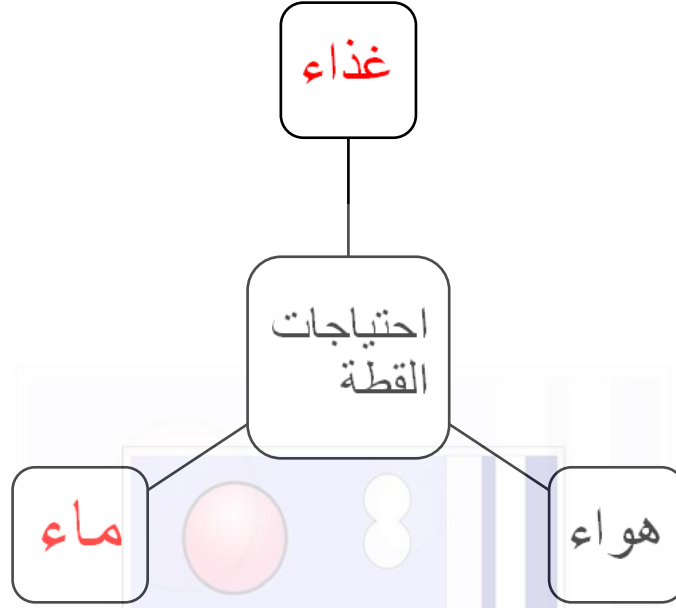 غذاء
احتياجات
القطة
هواء
ماء